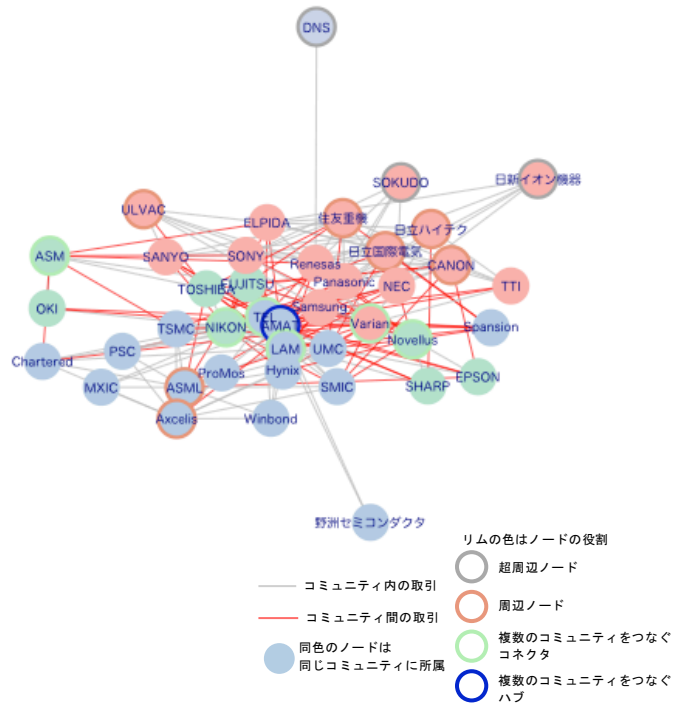 DNS
SOKUDO
日新イオン機器
ULVAC
ELPIDA
住友重機
日立ハイテク
日立国際電気
ASM
SANYO
SONY
Renesas
CANON
TOSHIBA
FUJITSU
Panasonic
NEC
TTI
OKI
Samsung
TSMC
NIKON
TEL
AMAT
Varian
Spansion
Novellus
Chartered
PSC
LAM
UMC
MXIC
ASML
ProMos
Hynix
SMIC
SHARP
EPSON
Axcelis
Winbond
野洲セミコンダクタ
リムの色はノードの役割
超周辺ノード
コミュニティ内の取引
周辺ノード
コミュニティ間の取引
複数のコミュニティをつなぐ
コネクタ
同色のノードは
同じコミュニティに所属
複数のコミュニティをつなぐ
ハブ